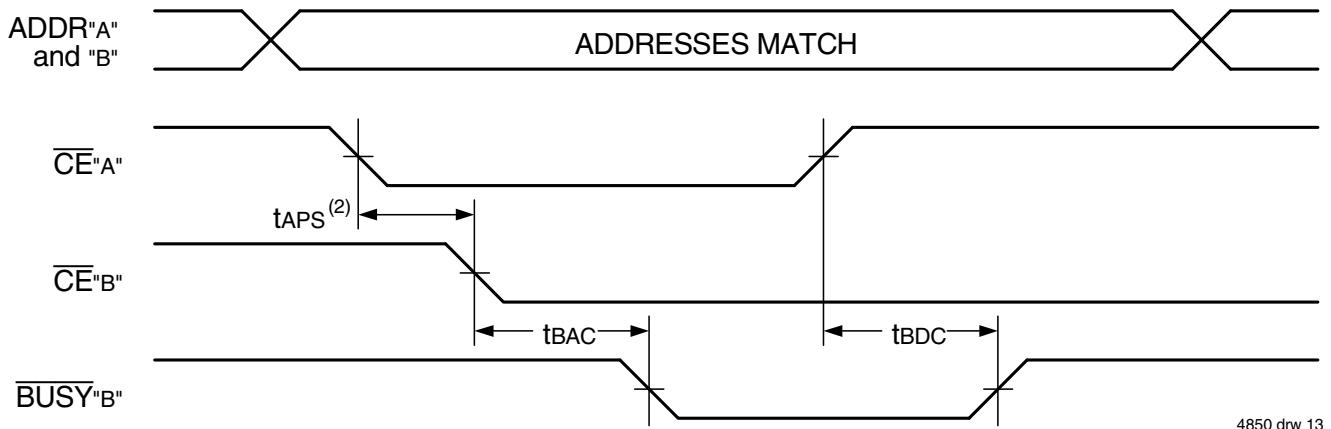 ADDR"A"
and "B"
ADDRESSES MATCH
CE"A"
tAPS (2)
CE"B"
tBAC
tBDC
BUSY"B"
4850 drw 13